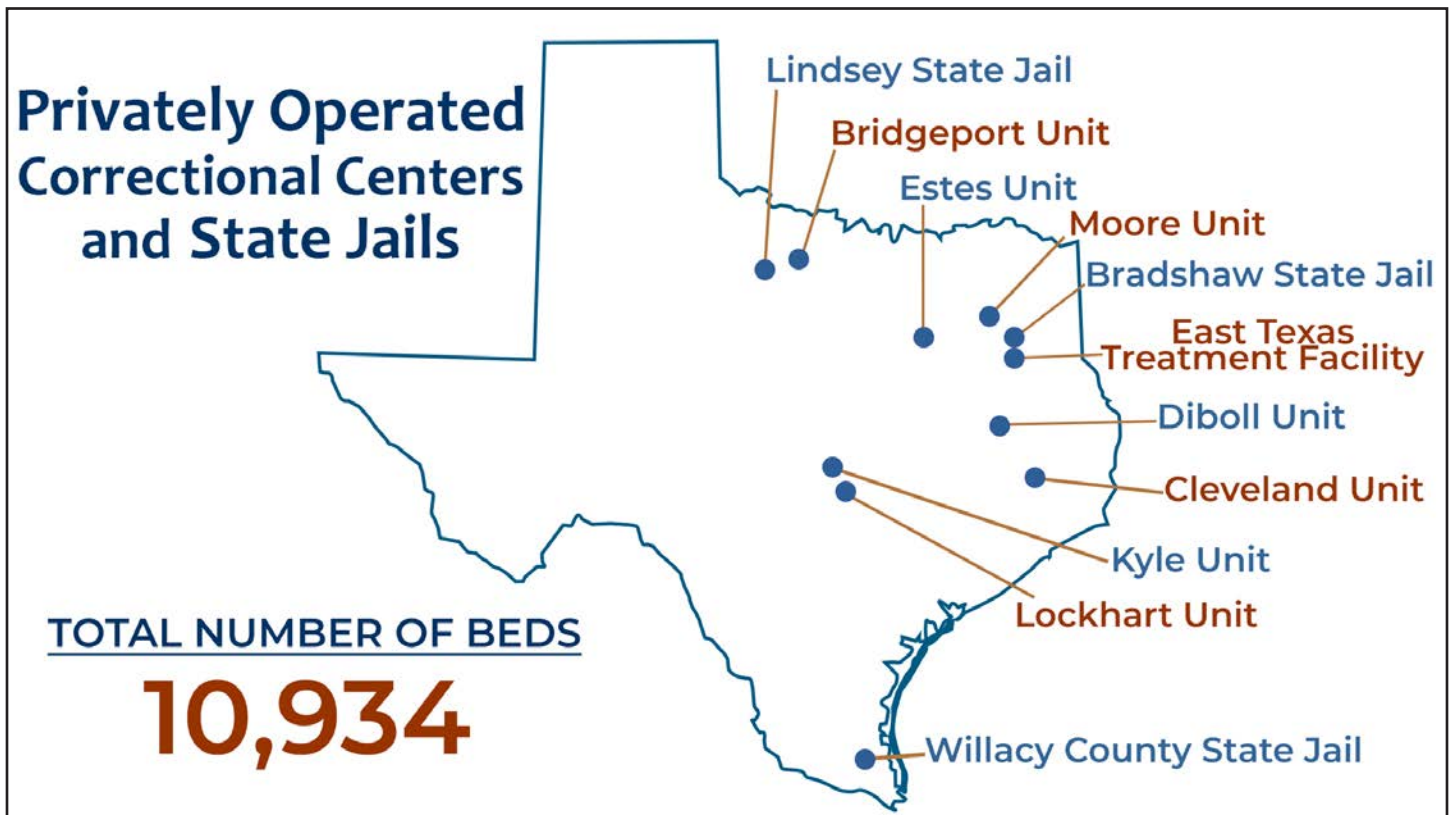 Privately Operated
Correctional Centers
and State Jails
Lindsey State Jail
Bridgeport Unit
Estes Unit
Moore Unit
Bradshaw State Jail
East Texas
Treatment Facility
Diboll Unit
Cleveland Unit
Kyle Unit
Lockhart Unit
TOTAL NUMBER OF BEDS
10,934
Willacy County State Jail